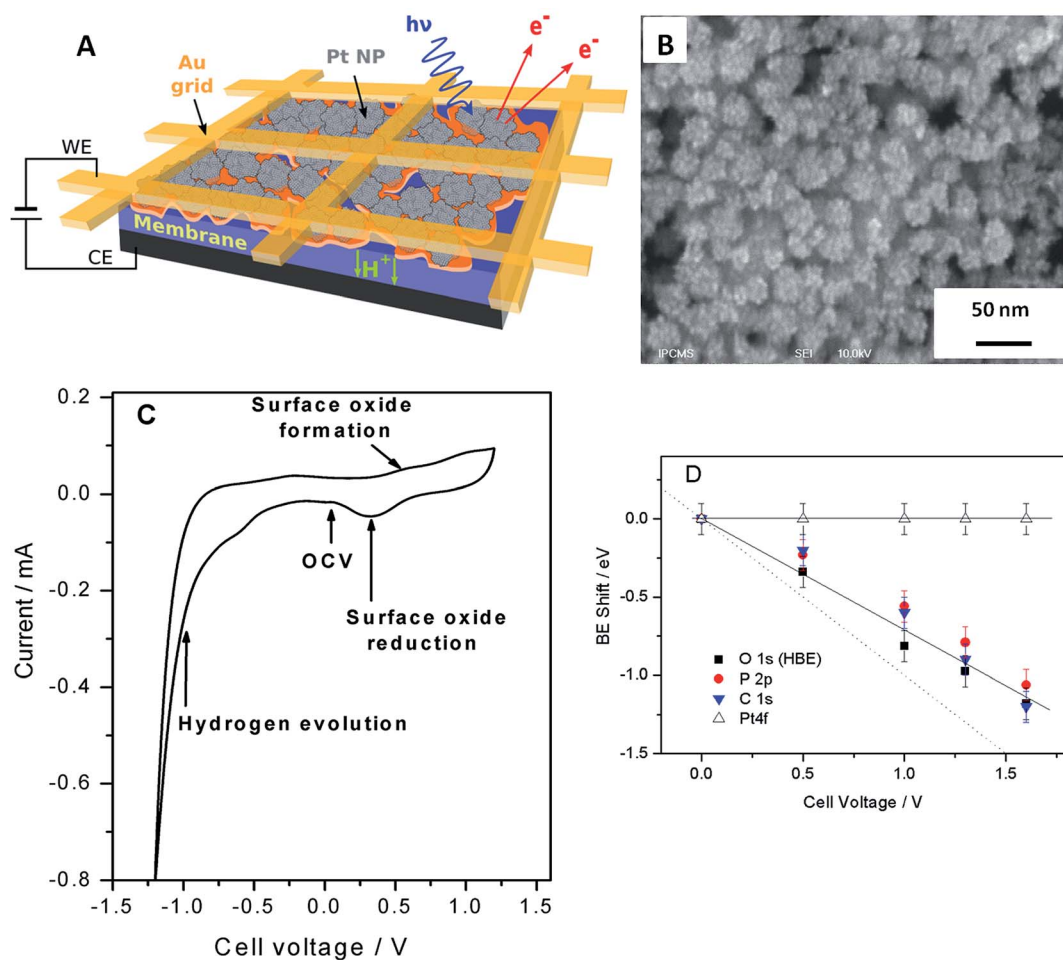 A
hν
e⁻
e⁻
Au
grid
Pt NP
WE
Membrane
CE
H⁺
B
50 nm
IPCMS SEI 10.0kV
C
0.2
0.0
-0.2
-0.4
-0.6
-0.8
Current / mA
Surface oxide
formation
OCV
Surface oxide
reduction
Hydrogen evolution
-1.5 -1.0 -0.5 0.0 0.5 1.0 1.5
Cell voltage / V
D
0.0
-0.5
-1.0
-1.5
BE Shift / eV
O 1s (HBE)
P 2p
C 1s
Pt4f
0.0 0.5 1.0 1.5
Cell Voltage / V